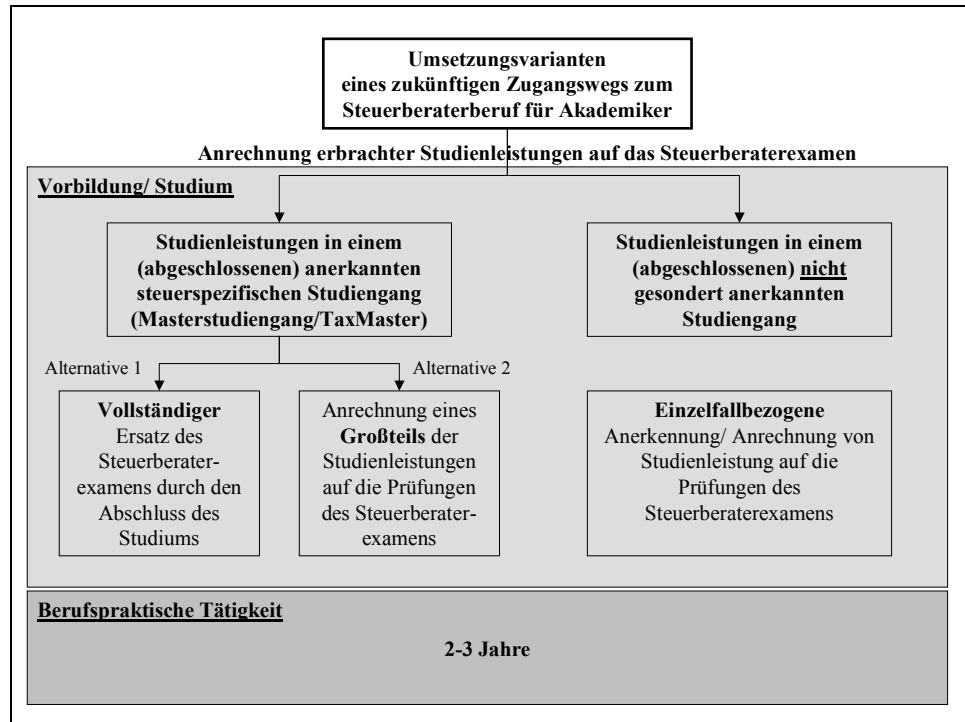 Umsetzungsvarianten
eines zukünftigen Zugangswegs zum
Steuerberaterberuf für Akademiker
Anrechnung erbrachter Studienleistungen auf das Steuerberaterexamen
Vorbildung/ Studium
Studienleistungen in einem
(abgeschlossenen) anerkannten
steuerspezifischen Studiengang
(Masterstudiengang/TaxMaster)
Studienleistungen in einem
(abgeschlossenen) nicht
gesondert anerkannten
Studiengang
Alternative 1
Alternative 2
Vollständiger
Ersatz des
Steuerberater-
examens durch den
Abschluss des
Studiums
Anrechnung eines
Großteils der
Studienleistungen
auf die Prüfungen
des Steuerberater-
examens
Einzelfallbezogene
Anerkennung/ Anrechnung von
Studienleistung auf die
Prüfungen des
Steuerberaterexamens
Berufspraktische Tätigkeit
2-3 Jahre